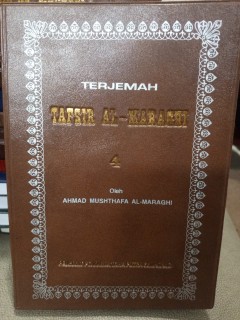 TERJEMAH
TAFSIR AL-MARAGHI
4
Oleh
AHMAD MUSHTHAFA AL-MARAGHI